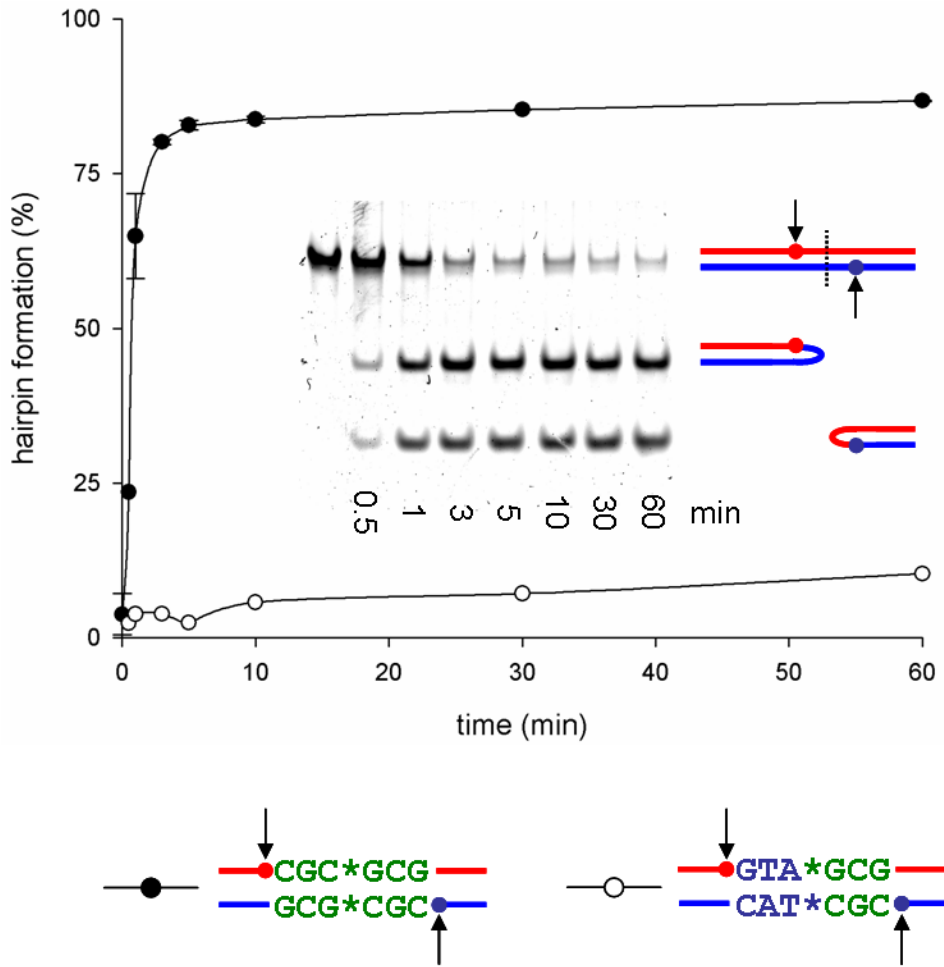 100
75
50
25
0
hairpin formation (%)
0.5 1 3 5 10 30 60 min
0 10 20 30 40 50 60
time (min)
CGC*GCG
GCG*CGC
GTA*GCG
CAT*CGC